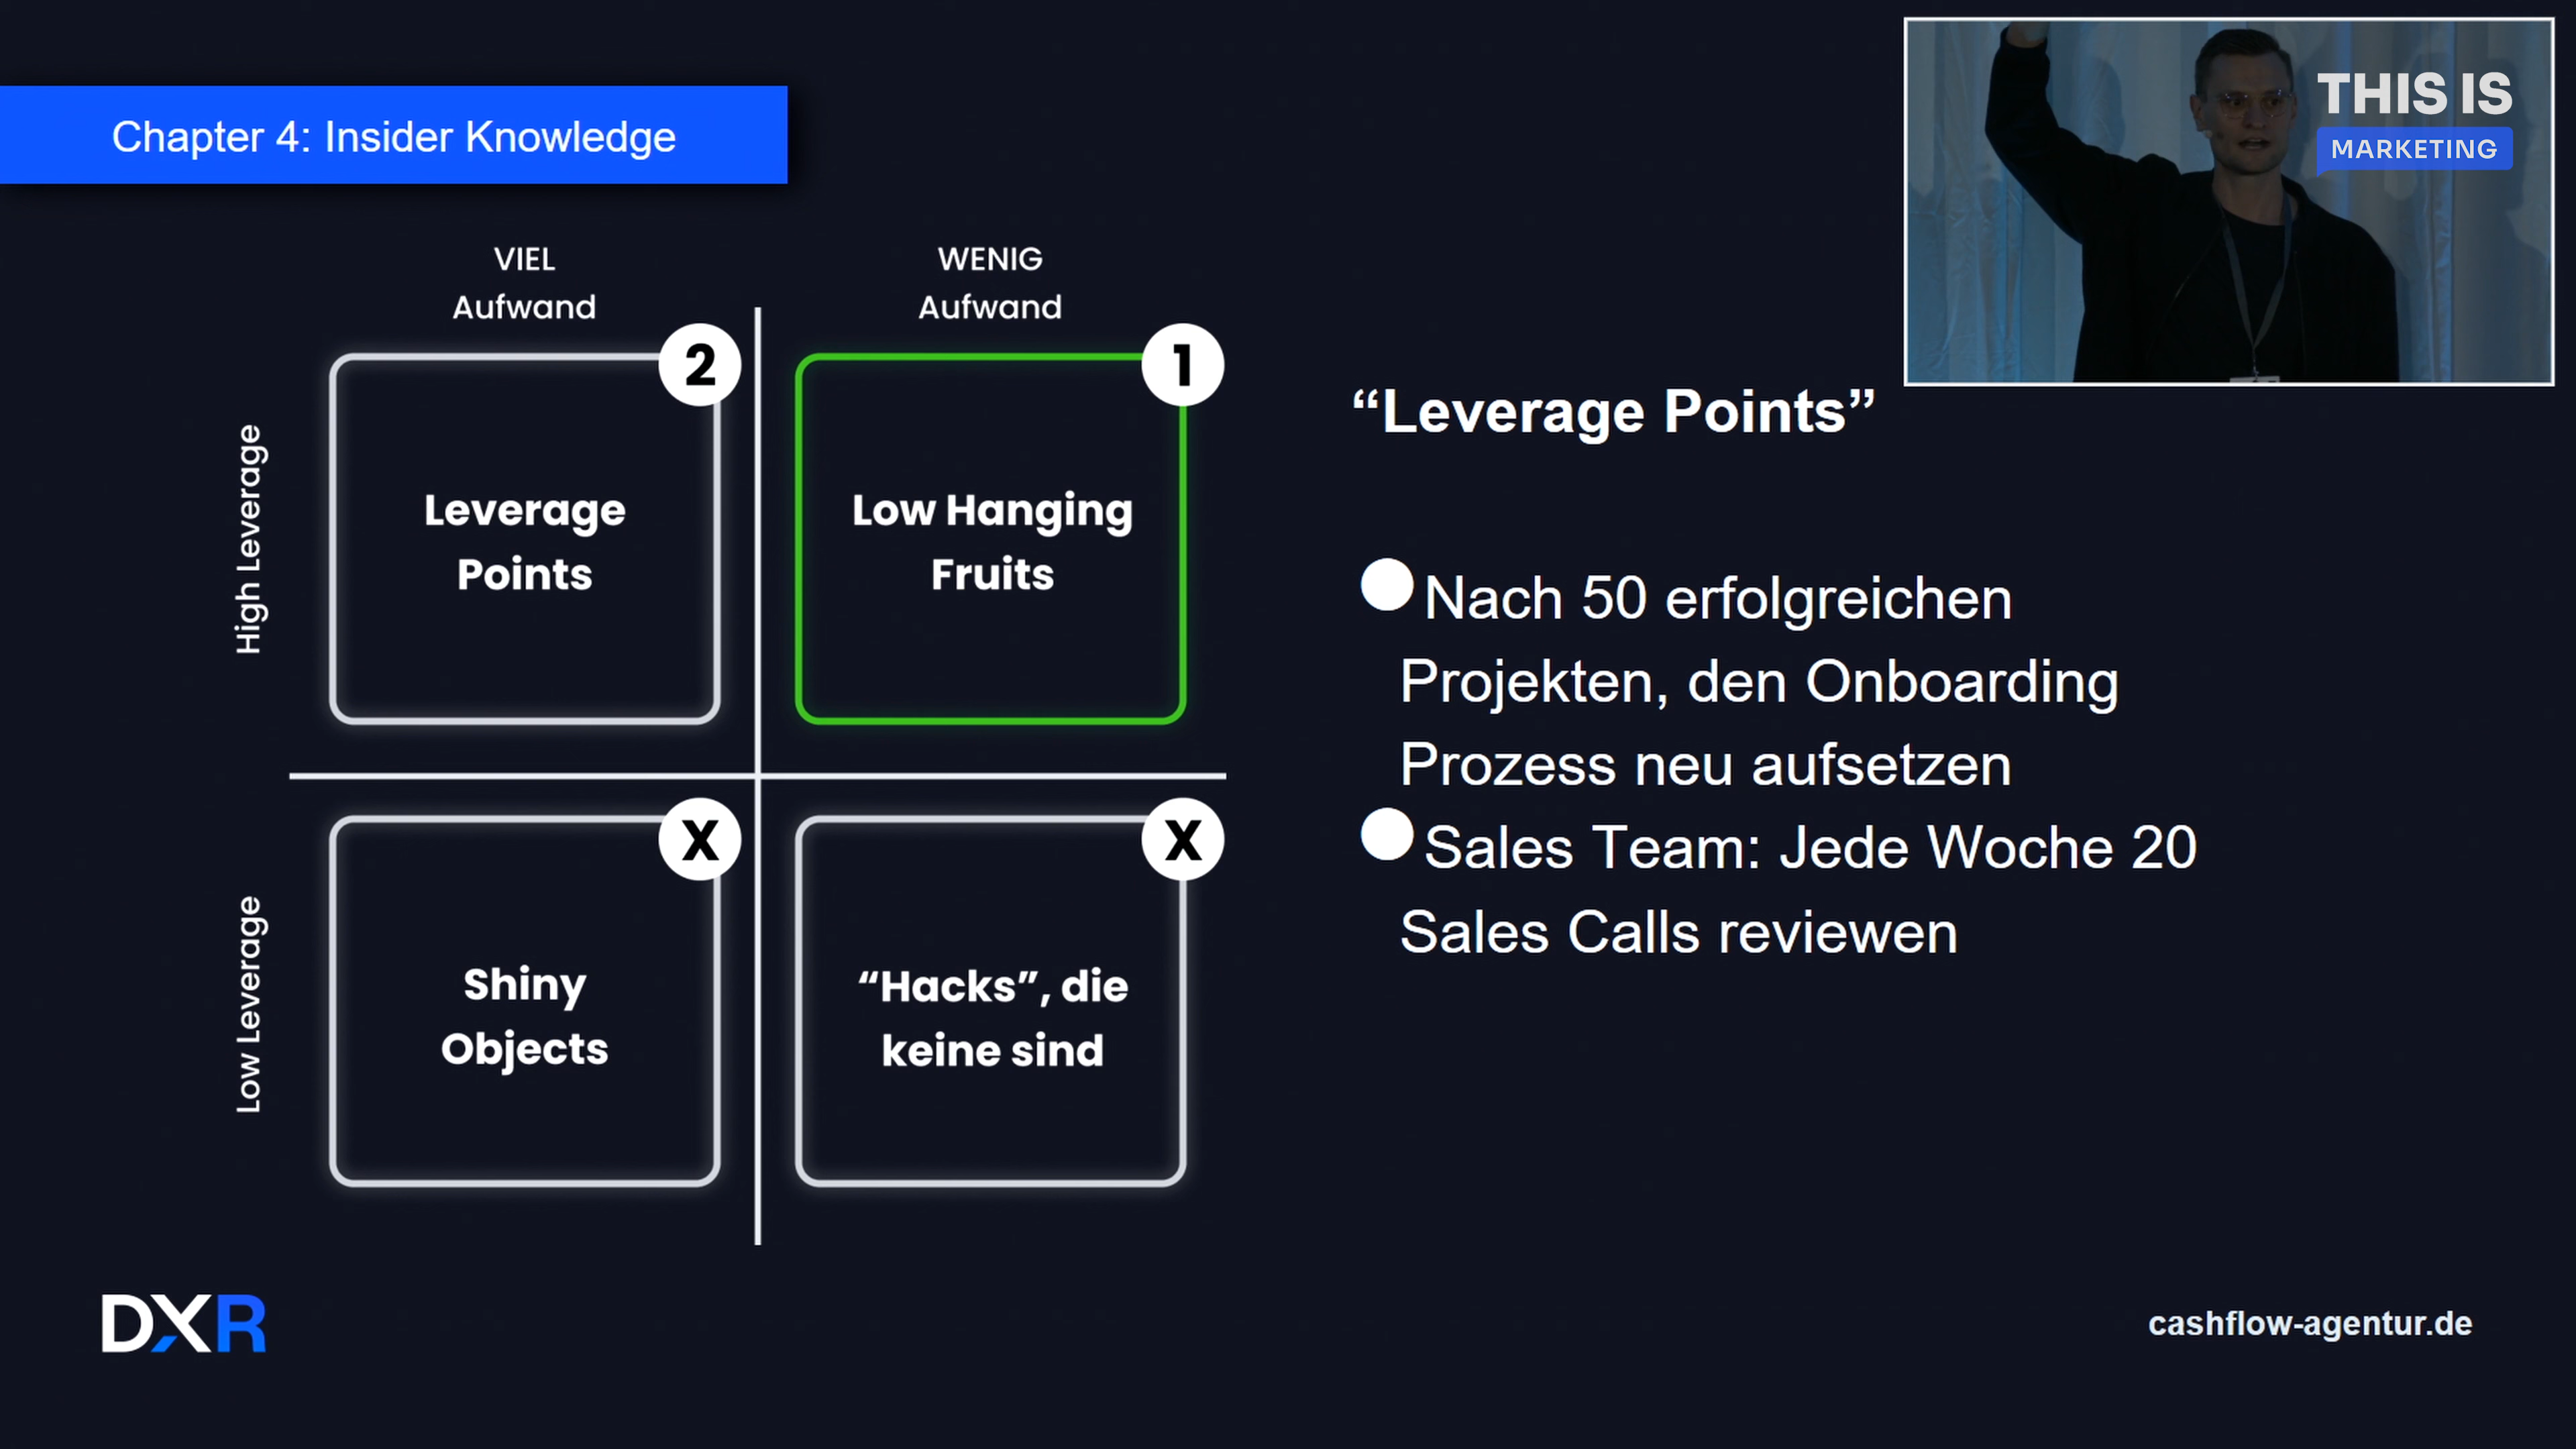 Chapter 4: Insider Knowledge
THIS IS
MARKETING
VIEL
Aufwand
WENIG
Aufwand
High Leverage
2
Leverage
Points
1
Low Hanging
Fruits
Low Leverage
X
Shiny
Objects
X
“Hacks”, die
keine sind
“Leverage Points”
Nach 50 erfolgreichen
Projekten, den Onboarding
Prozess neu aufsetzen
Sales Team: Jede Woche 20
Sales Calls reviewen
DXR
cashflow-agentur.de